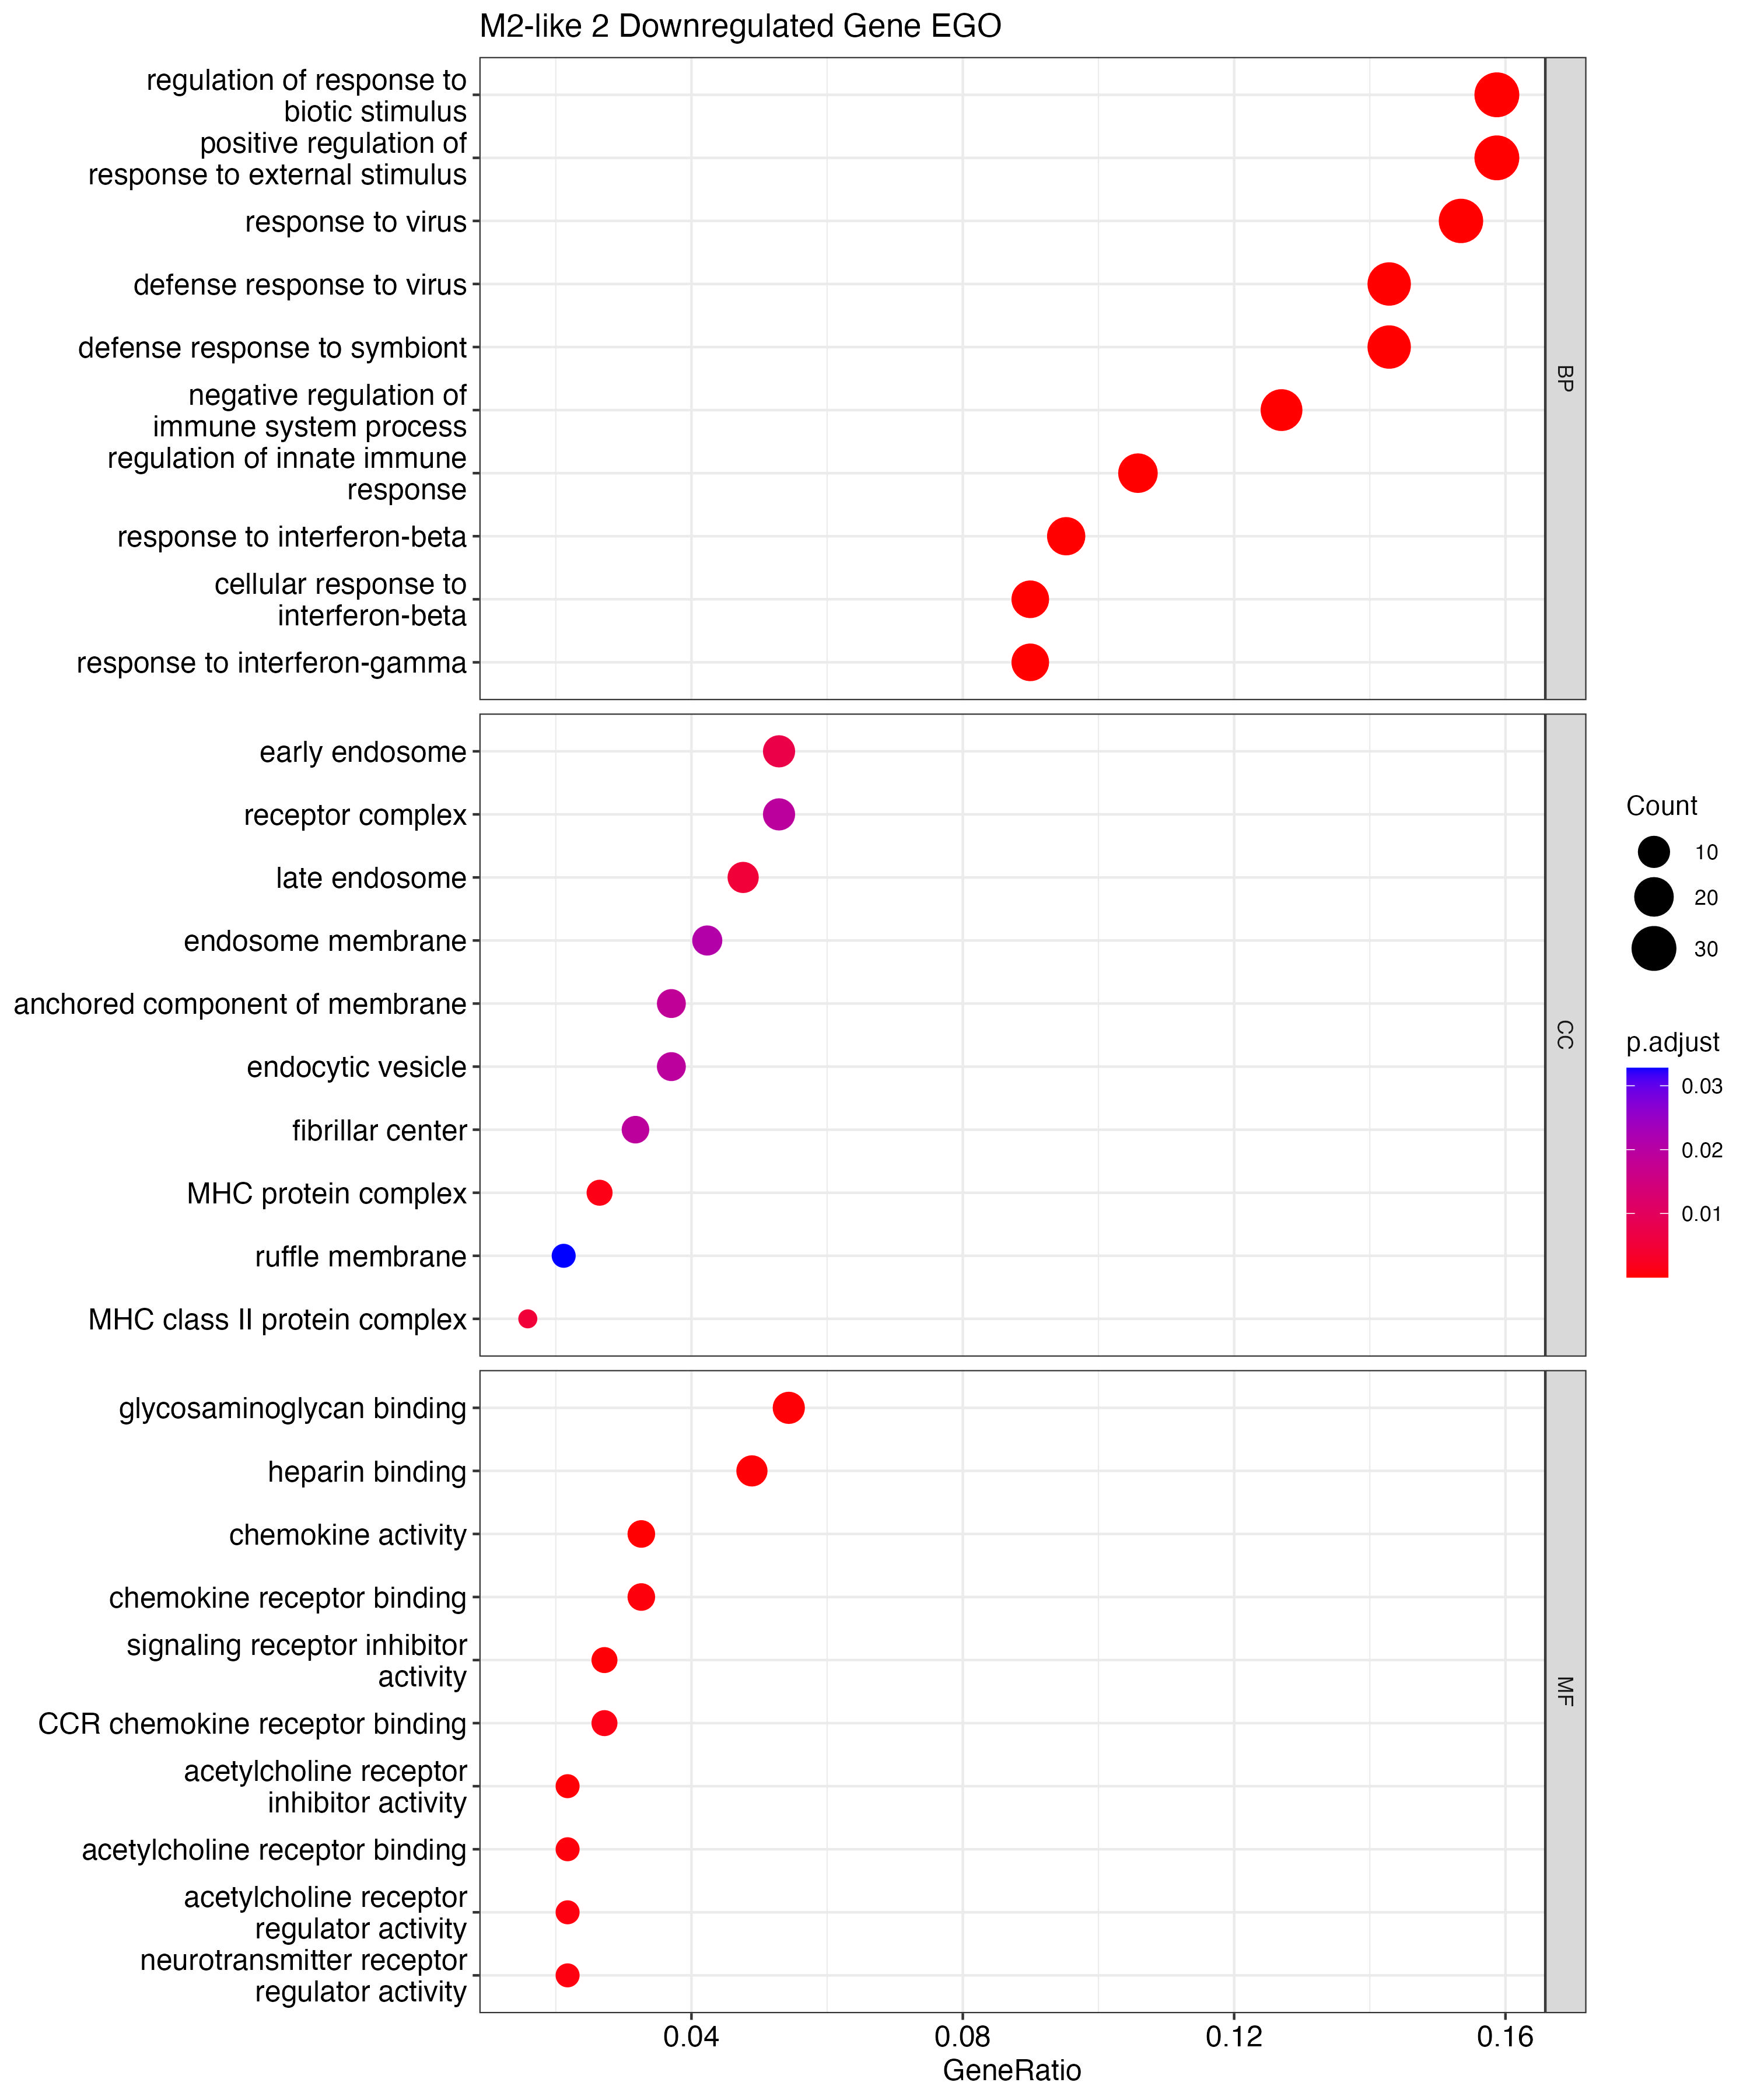 M2-like 2 Downregulated Gene EGO
regulation of response to
biotic stimulus
positive regulation of
response to external stimulus
response to virus
defense response to virus
defense response to symbiont
negative regulation of
immune system process
regulation of innate immune
response
response to interferon-beta
cellular response to
interferon-beta
response to interferon-gamma
BP
early endosome
receptor complex
late endosome
endosome membrane
anchored component of membrane
endocytic vesicle
fibrillar center
MHC protein complex
ruffle membrane
MHC class II protein complex
CC
glycosaminoglycan binding
heparin binding
chemokine activity
chemokine receptor binding
signaling receptor inhibitor
activity
CCR chemokine receptor binding
acetylcholine receptor
inhibitor activity
acetylcholine receptor binding
acetylcholine receptor
regulator activity
neurotransmitter receptor
regulator activity
MF
0.04
0.08
0.12
0.16
GeneRatio
Count
10
20
30
p.adjust
0.03
0.02
0.01